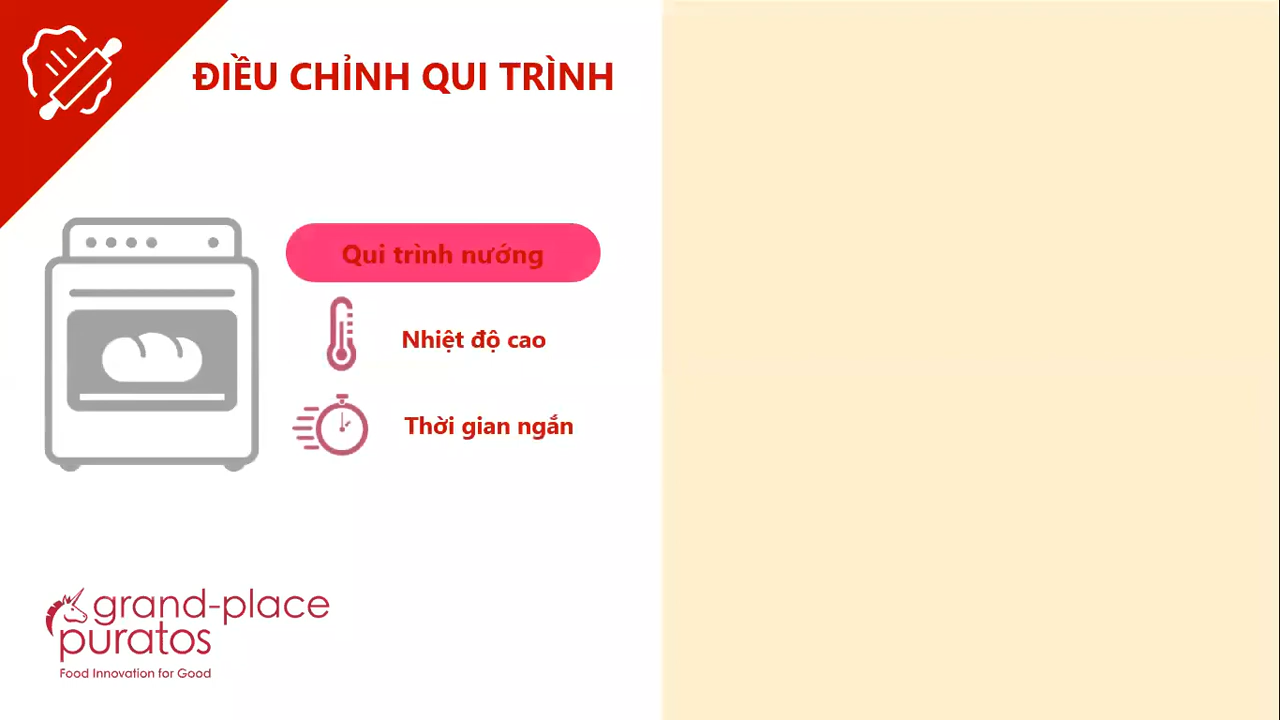 ĐIỀU CHỈNH QUI TRÌNH
Qui trình nướng
Nhiệt độ cao
Thời gian ngắn
grand-place
puratos
Food Innovation for Good